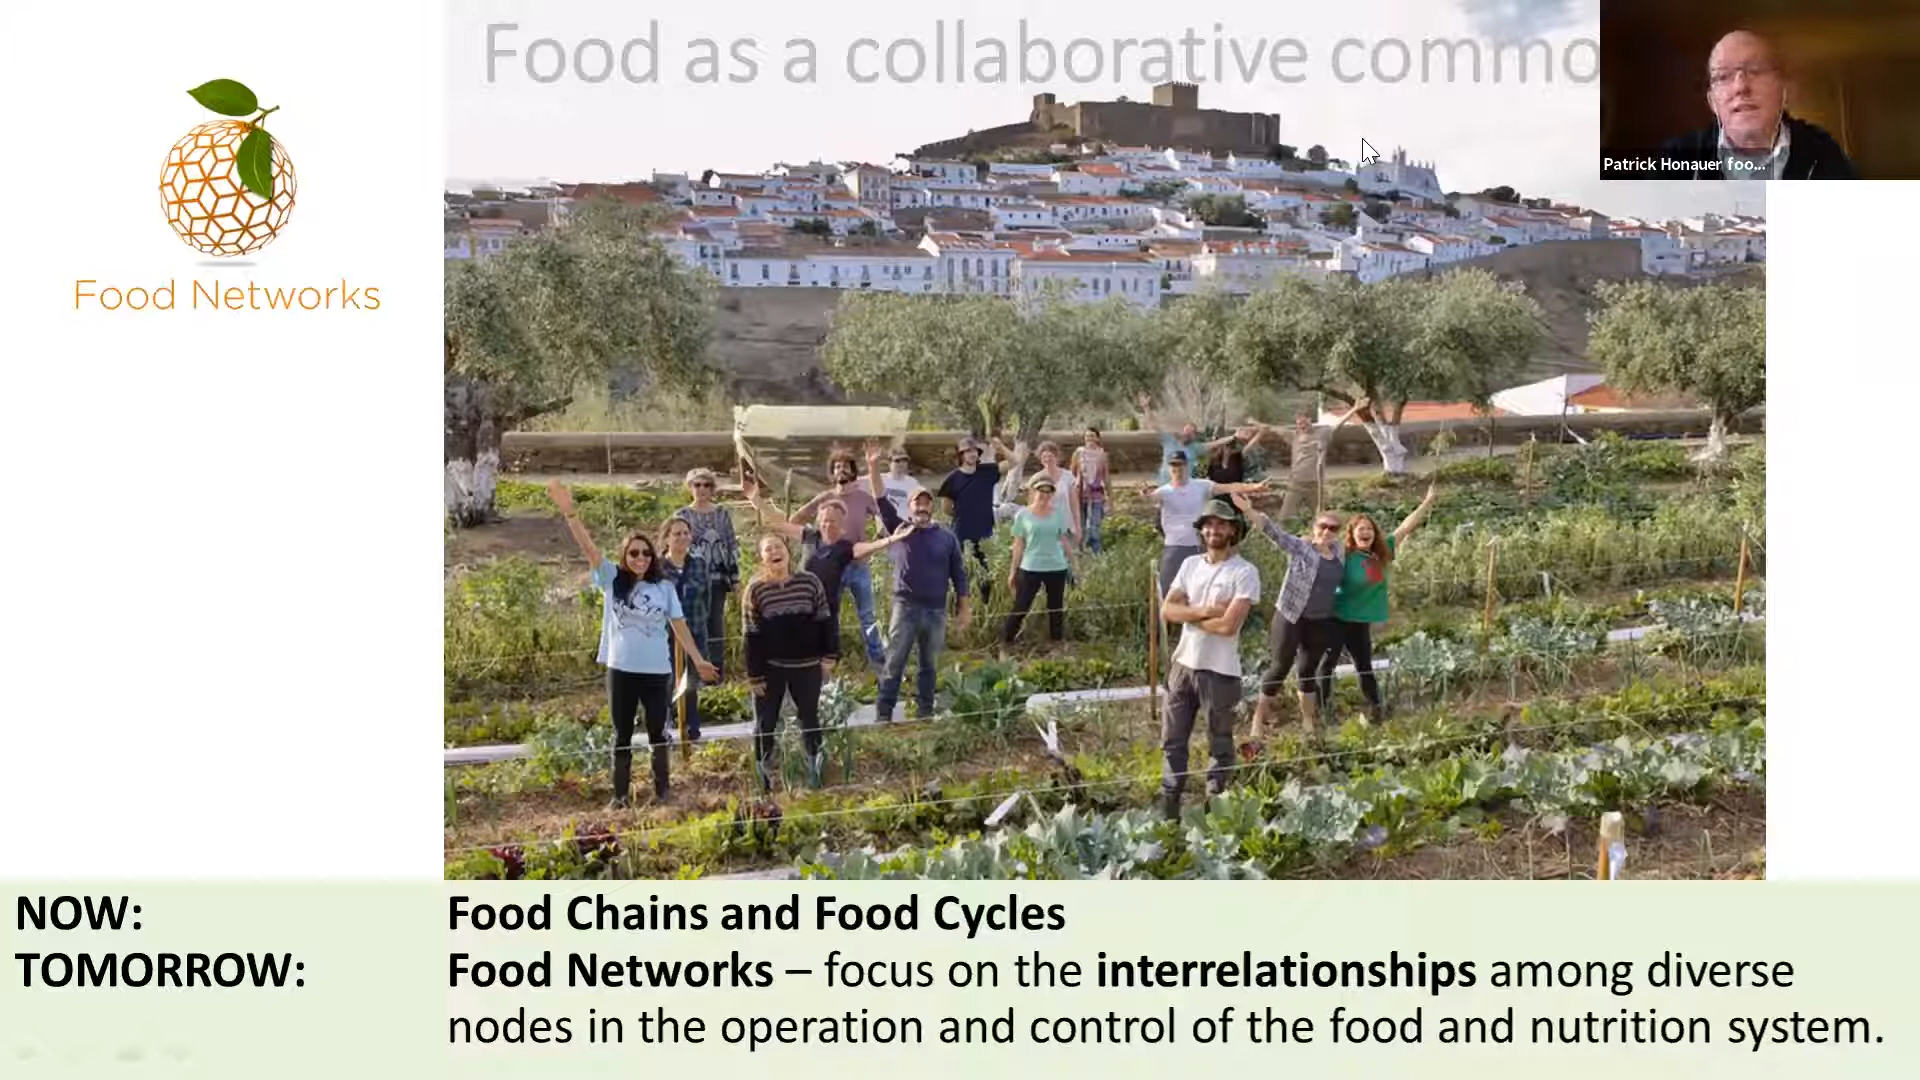 Food as a collaborative commo
Patrick Honauer foo...
Food Networks
NOW: Food Chains and Food Cycles
TOMORROW: Food Networks – focus on the interrelationships among diverse
nodes in the operation and control of the food and nutrition system.